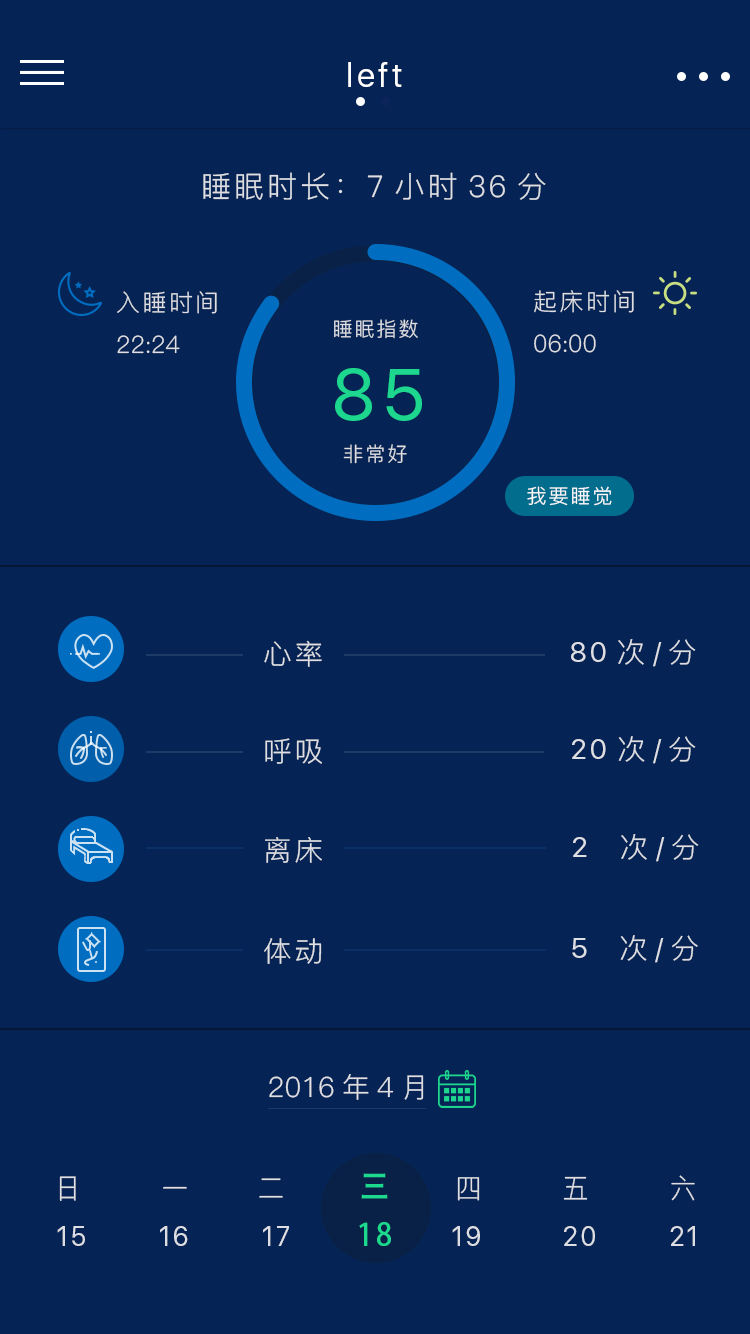 left
睡眠时长：7 小时 36 分
入睡时间
22:24
起床时间
06:00
睡眠指数
85
非常好
我要睡觉
心率 80 次/分
呼吸 20 次/分
离床 2 次/分
体动 5 次/分
2016 年 4 月
日 一 二 三 四 五 六
15 16 17 18 19 20 21